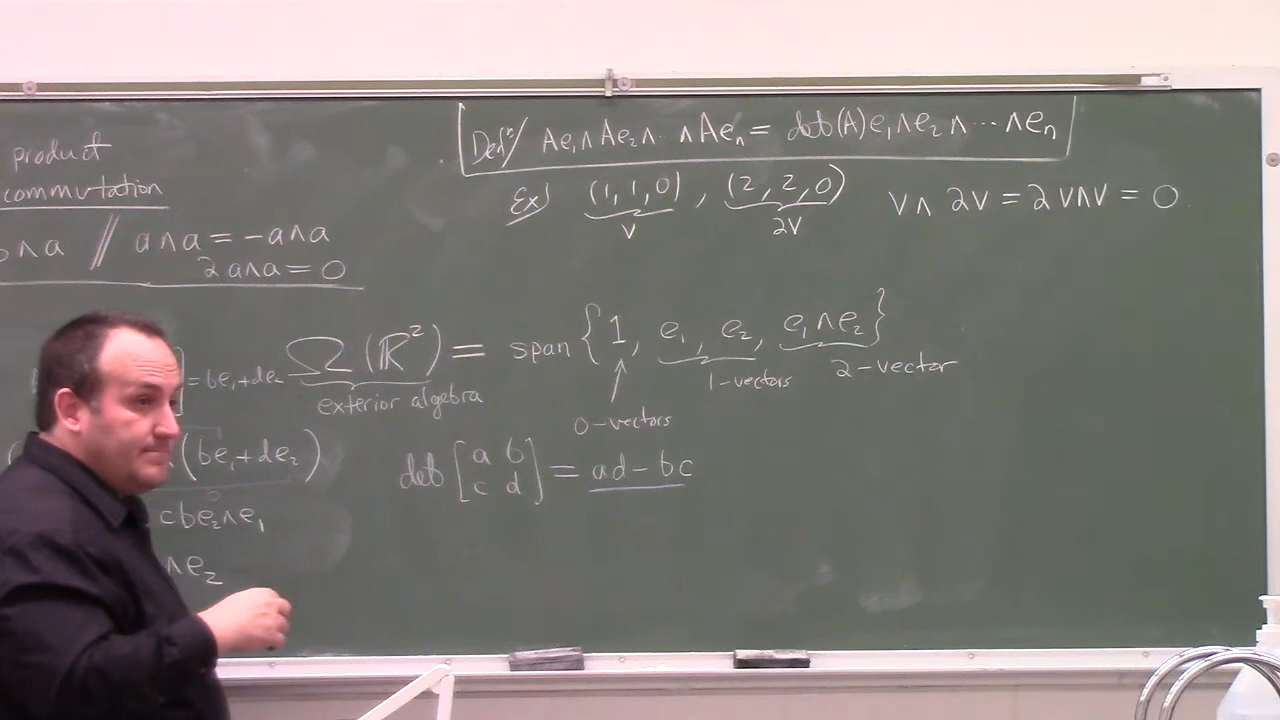 product
commutation
∧a // a∧a = -a∧a
2a∧a = 0
Defⁿ/ Ae₁∧Ae₂∧⋯∧Aeₙ = det(A)e₁∧e₂∧⋯∧eₙ
Ex) (1,1,0), (2,2,0) v∧2v = 2v∧v = 0
v 2v
= be₁+de₂
Ω(ℝ²) = span{1, e₁, e₂, e₁∧e₂}
exterior algebra
1-vectors 2-vector
0-vectors
(be₁+de₂)
det[a b
c d] = ad-bc
cbe₂∧e₁
∧e₂